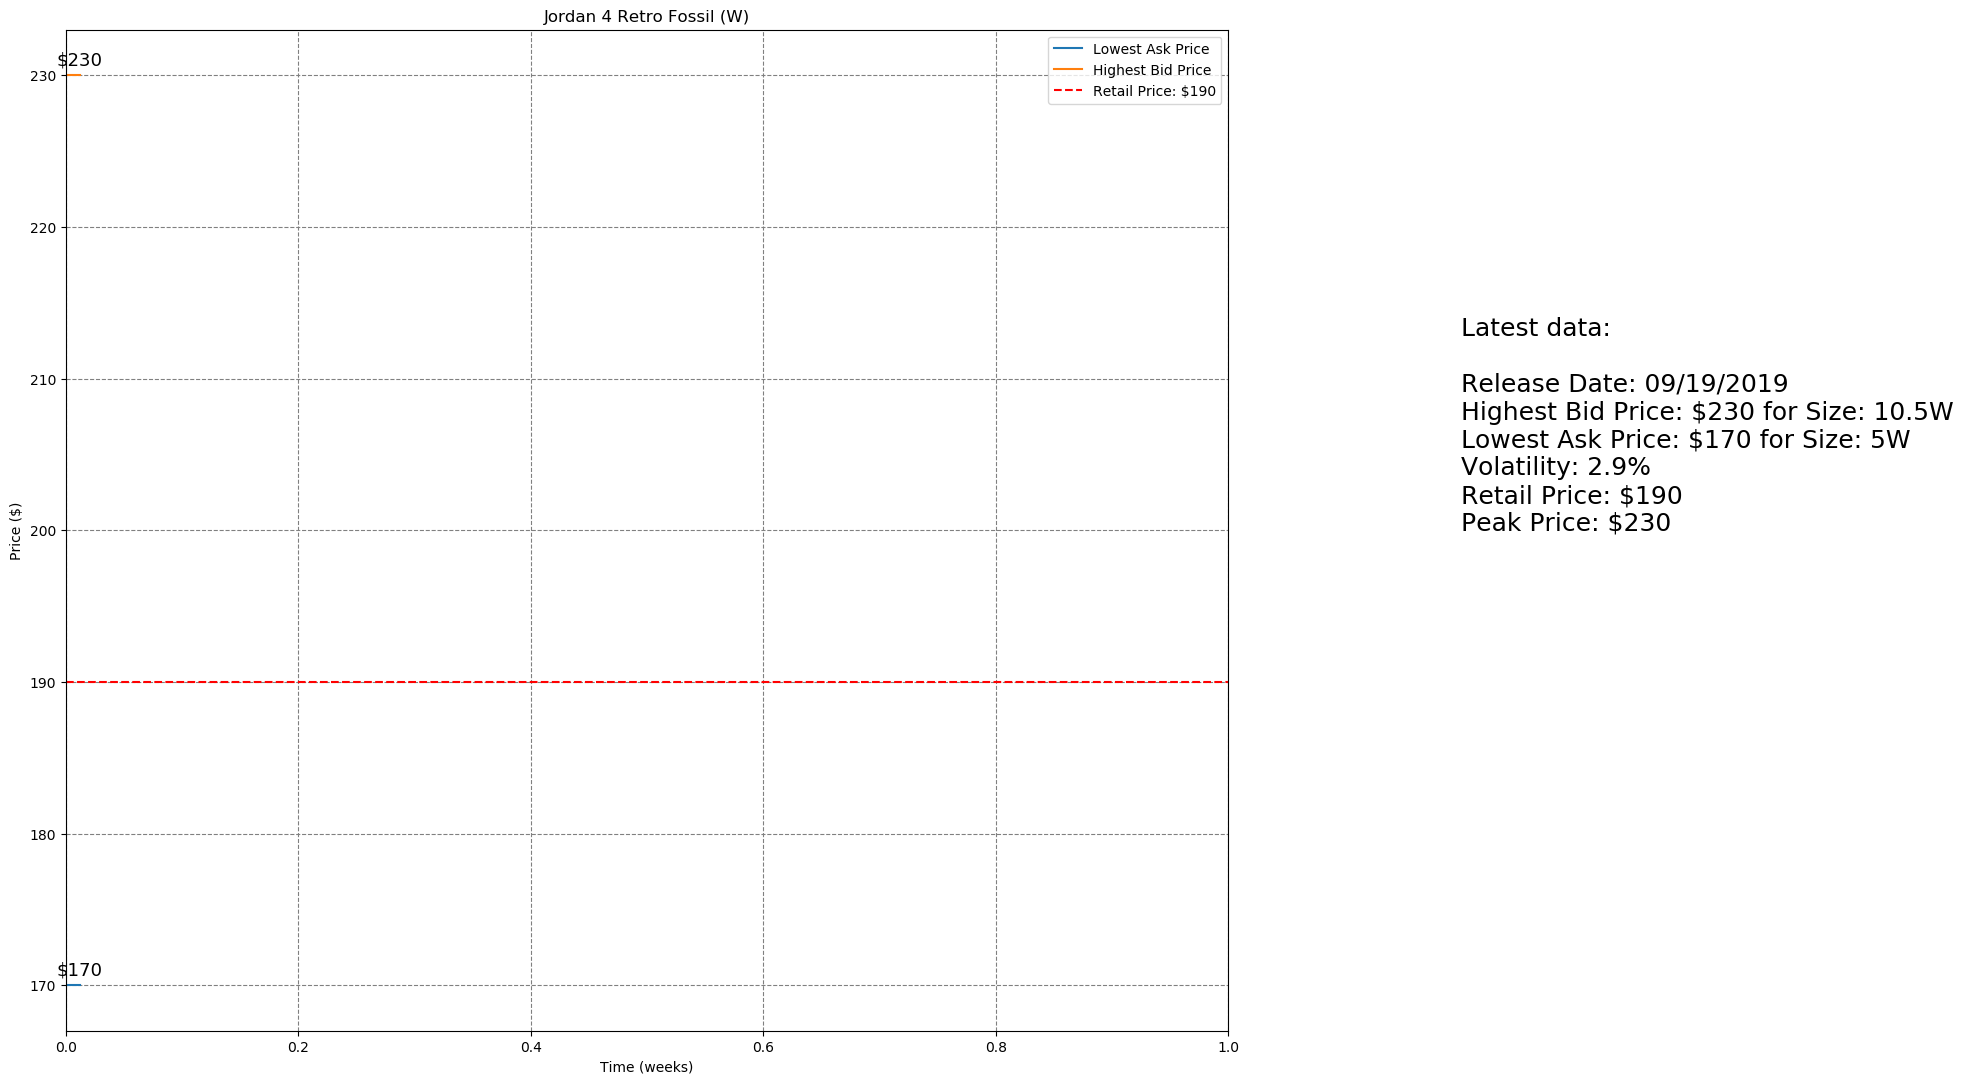 Jordan 4 Retro Fossil (W)
$230
Lowest Ask Price
Highest Bid Price
Retail Price: $190
230
220
210
200
190
180
170
Price ($)
$170
0.0
0.2
0.4
0.6
0.8
1.0
Time (weeks)
Latest data:
Release Date: 09/19/2019
Highest Bid Price: $230 for Size: 10.5W
Lowest Ask Price: $170 for Size: 5W
Volatility: 2.9%
Retail Price: $190
Peak Price: $230